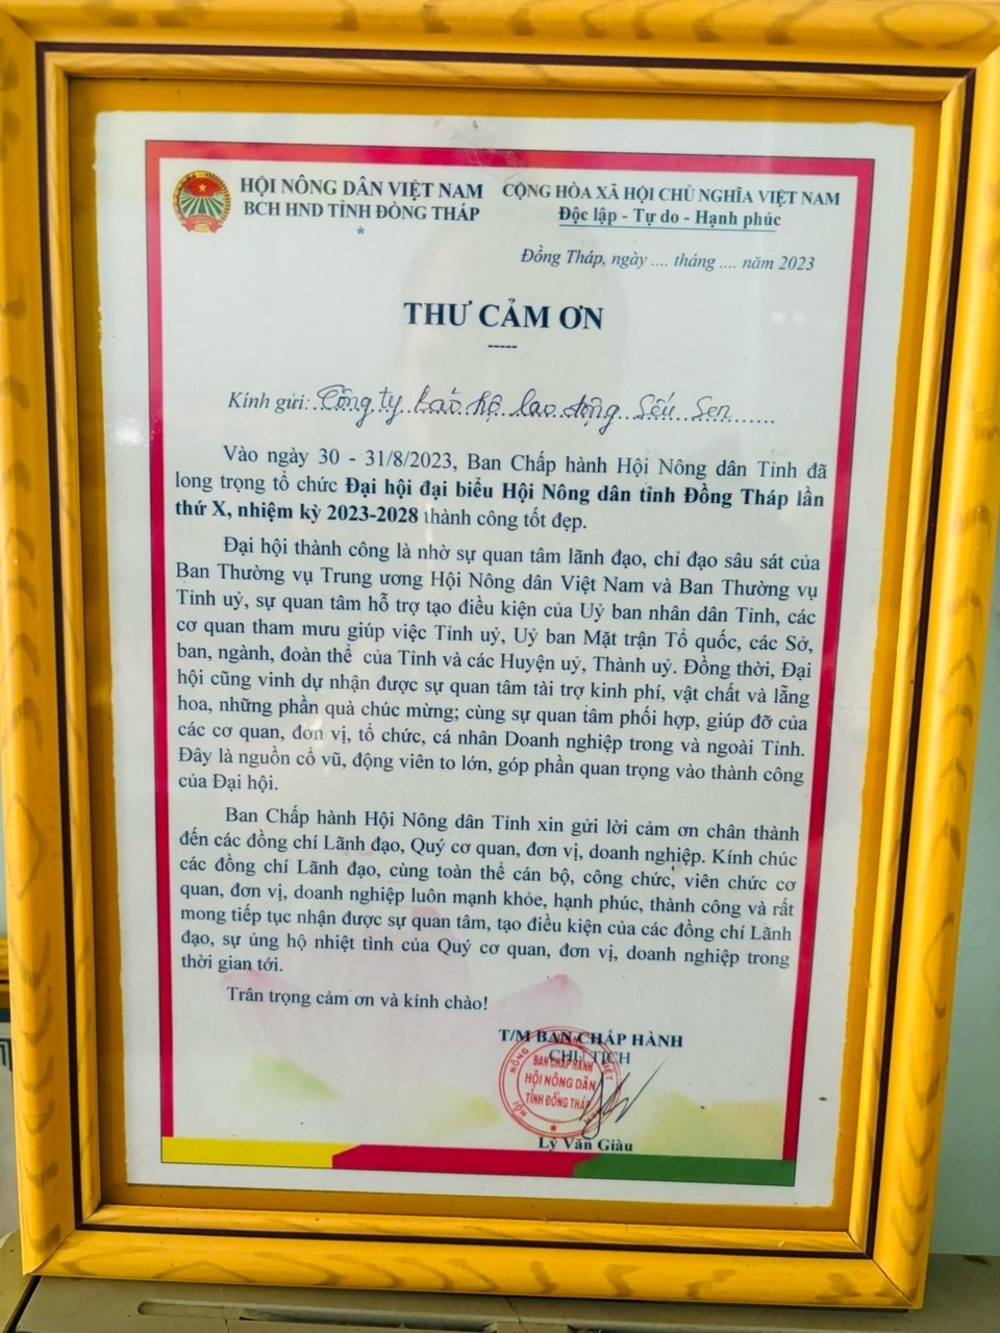 HỘI NÔNG DÂN VIỆT NAM
BCH HND TỈNH ĐỒNG THÁP
*
CỘNG HÒA XÃ HỘI CHỦ NGHĨA VIỆT NAM
Độc lập - Tự do - Hạnh phúc
Đồng Tháp, ngày .... tháng .... năm 2023
THƯ CẢM ƠN
-----
Kính gửi: Công ty bảo hộ lao động Sếu Sen
Vào ngày 30 - 31/8/2023, Ban Chấp hành Hội Nông dân Tỉnh đã
long trọng tổ chức Đại hội đại biểu Hội Nông dân tỉnh Đồng Tháp lần
thứ X, nhiệm kỳ 2023-2028 thành công tốt đẹp.
Đại hội thành công là nhờ sự quan tâm lãnh đạo, chỉ đạo sâu sát của
Ban Thường vụ Trung ương Hội Nông dân Việt Nam và Ban Thường vụ
Tỉnh uỷ, sự quan tâm hỗ trợ tạo điều kiện của Uỷ ban nhân dân Tỉnh, các
cơ quan tham mưu giúp việc Tỉnh uỷ, Uỷ ban Mặt trận Tổ quốc, các Sở,
ban, ngành, đoàn thể của Tỉnh và các Huyện uỷ, Thành uỷ. Đồng thời, Đại
hội cũng vinh dự nhận được sự quan tâm tài trợ kinh phí, vật chất và lẵng
hoa, những phần quà chúc mừng; cùng sự quan tâm phối hợp, giúp đỡ của
các cơ quan, đơn vị, tổ chức, cá nhân Doanh nghiệp trong và ngoài Tỉnh.
Đây là nguồn cổ vũ, động viên to lớn, góp phần quan trọng vào thành công
của Đại hội.
Ban Chấp hành Hội Nông dân Tỉnh xin gửi lời cảm ơn chân thành
đến các đồng chí Lãnh đạo, Quý cơ quan, đơn vị, doanh nghiệp. Kính chúc
các đồng chí Lãnh đạo, cùng toàn thể cán bộ, công chức, viên chức cơ
quan, đơn vị, doanh nghiệp luôn mạnh khỏe, hạnh phúc, thành công và rất
mong tiếp tục nhận được sự quan tâm, tạo điều kiện của các đồng chí Lãnh
đạo, sự ủng hộ nhiệt tình của Quý cơ quan, đơn vị, doanh nghiệp trong
thời gian tới.
Trân trọng cảm ơn và kính chào!
T/M BAN CHẤP HÀNH
CHỦ TỊCH
BAN CHẤP HÀNH
HỘI NÔNG DÂN
TỈNH ĐỒNG THÁP
Lý Văn Giàu